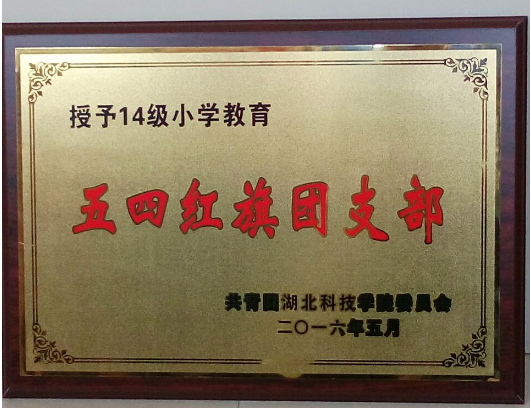 授予14级小学教育
五四红旗团支部
共青团湖北科技学院委员会
二〇一六年五月